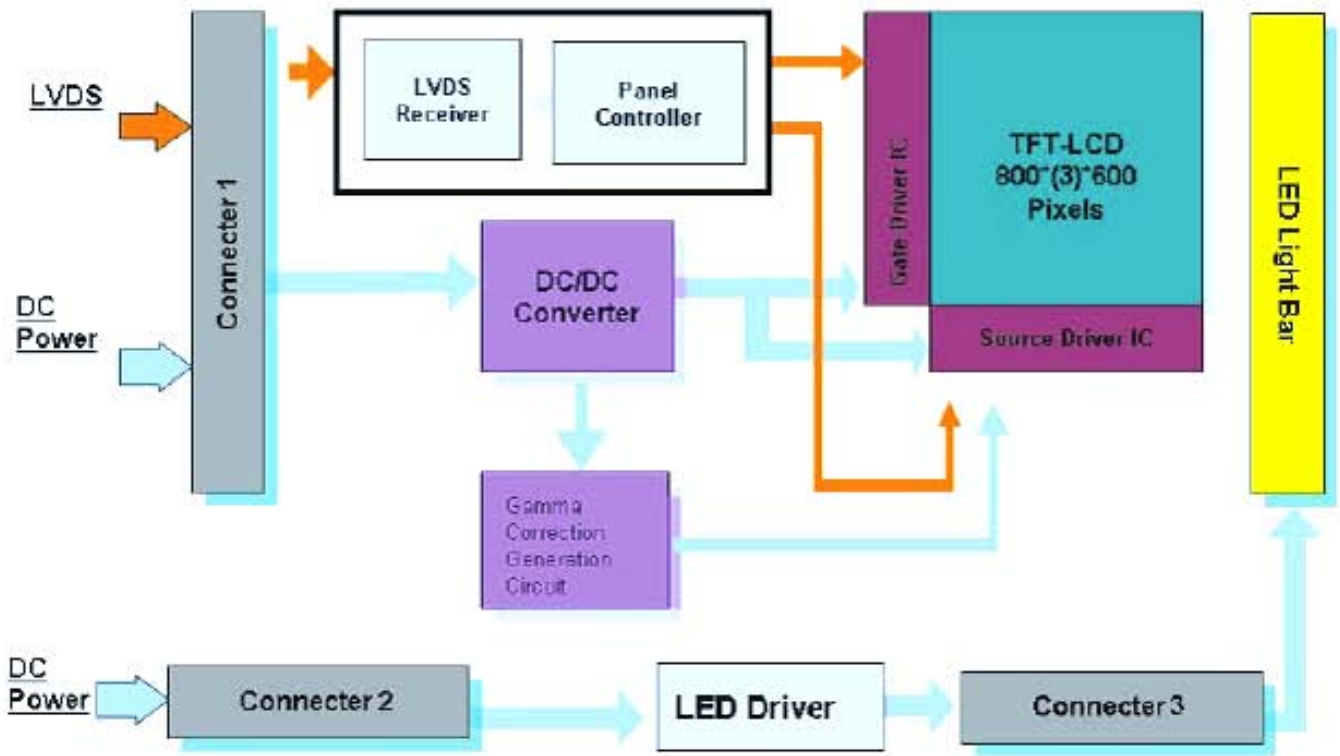 LVDS
Connecter 1
LVDS
Receiver
Panel
Controller
Gate Driver IC
TFT-LCD
800*(3)*600
Pixels
LED Light Bar
DC
Power
DC/DC
Converter
Source Driver IC
Gamma
Correction
Generation
Circuit
DC
Power
Connecter 2
LED Driver
Connecter 3